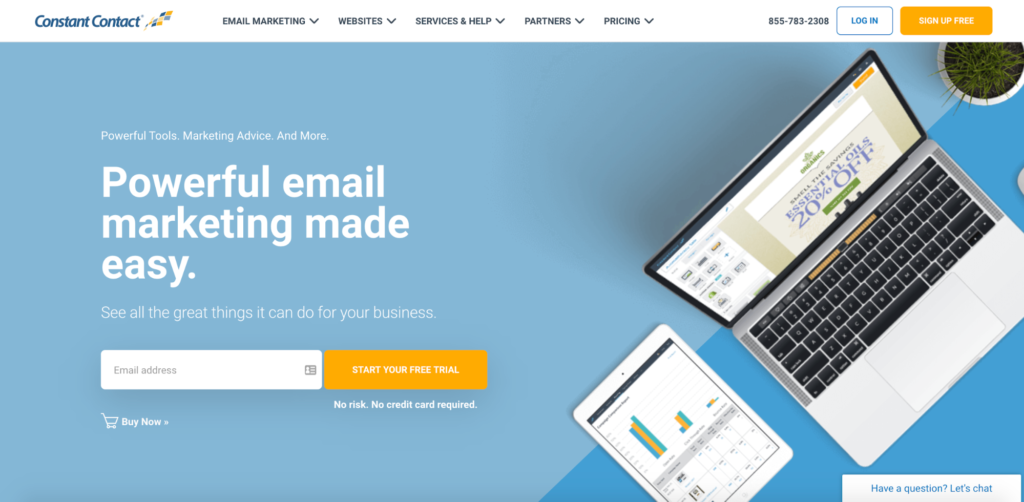 Constant Contact
EMAIL MARKETING
WEBSITES
SERVICES & HELP
PARTNERS
PRICING
855-783-2308
LOG IN
SIGN UP FREE
Powerful Tools. Marketing Advice. And More.
Powerful email
marketing made
easy.
See all the great things it can do for your business.
Email address
START YOUR FREE TRIAL
No risk. No credit card required.
Buy Now »
ORGANICS
SMELL THE SAVINGS
ESSENTIAL OILS
20% OFF
Have a question? Let's chat